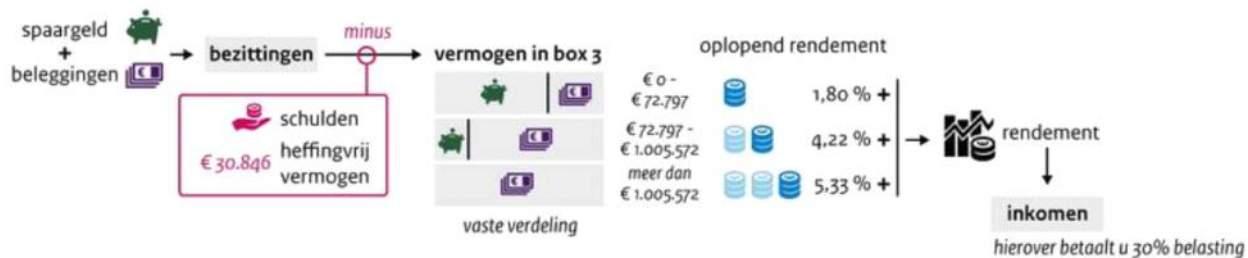 spaargeld
+
beleggingen
bezittingen
minus
schulden
€ 30.846 heffingvrij
vermogen
vermogen in box 3
vaste verdeling
oplopend rendement
€ 0 -
€ 72.797
1,80 % +
€ 72.797 -
€ 1.005.572
4,22 % +
meer dan
€ 1.005.572
5,33 % +
rendement
inkomen
hierover betaalt u 30% belasting